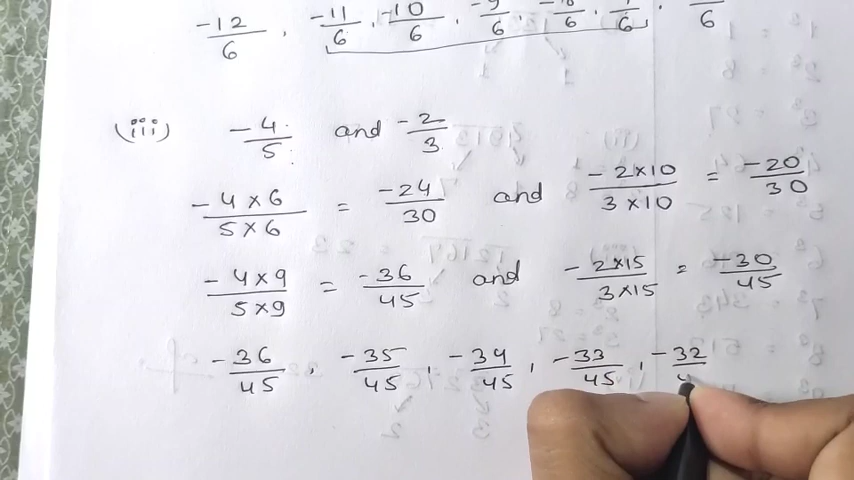 -12/6 , -11/6 , -10/6 , -9/6 , -8/6 , /6 , /6
(iii) -4/5 and -2/3
-4×6/5×6 = -24/30 and -2×10/3×10 = -20/30
-4×9/5×9 = -36/45 and -2×15/3×15 = -30/45
-36/45 , -35/45 , -34/45 , -33/45 , -32/4